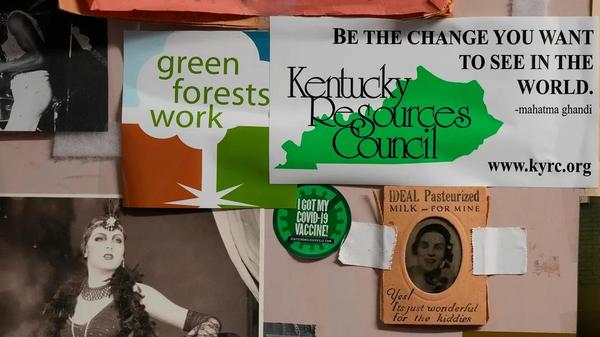 green
forests
work
BE THE CHANGE YOU WANT
TO SEE IN THE
WORLD.
-mahatma ghandi
Kentucky
Resources
Council
www.kyrc.org
I GOT MY
COVID-19
VACCINE!
IDEAL Pasteurized
MILK - FOR MINE
Yes!
Its just wonderful
for the kiddies